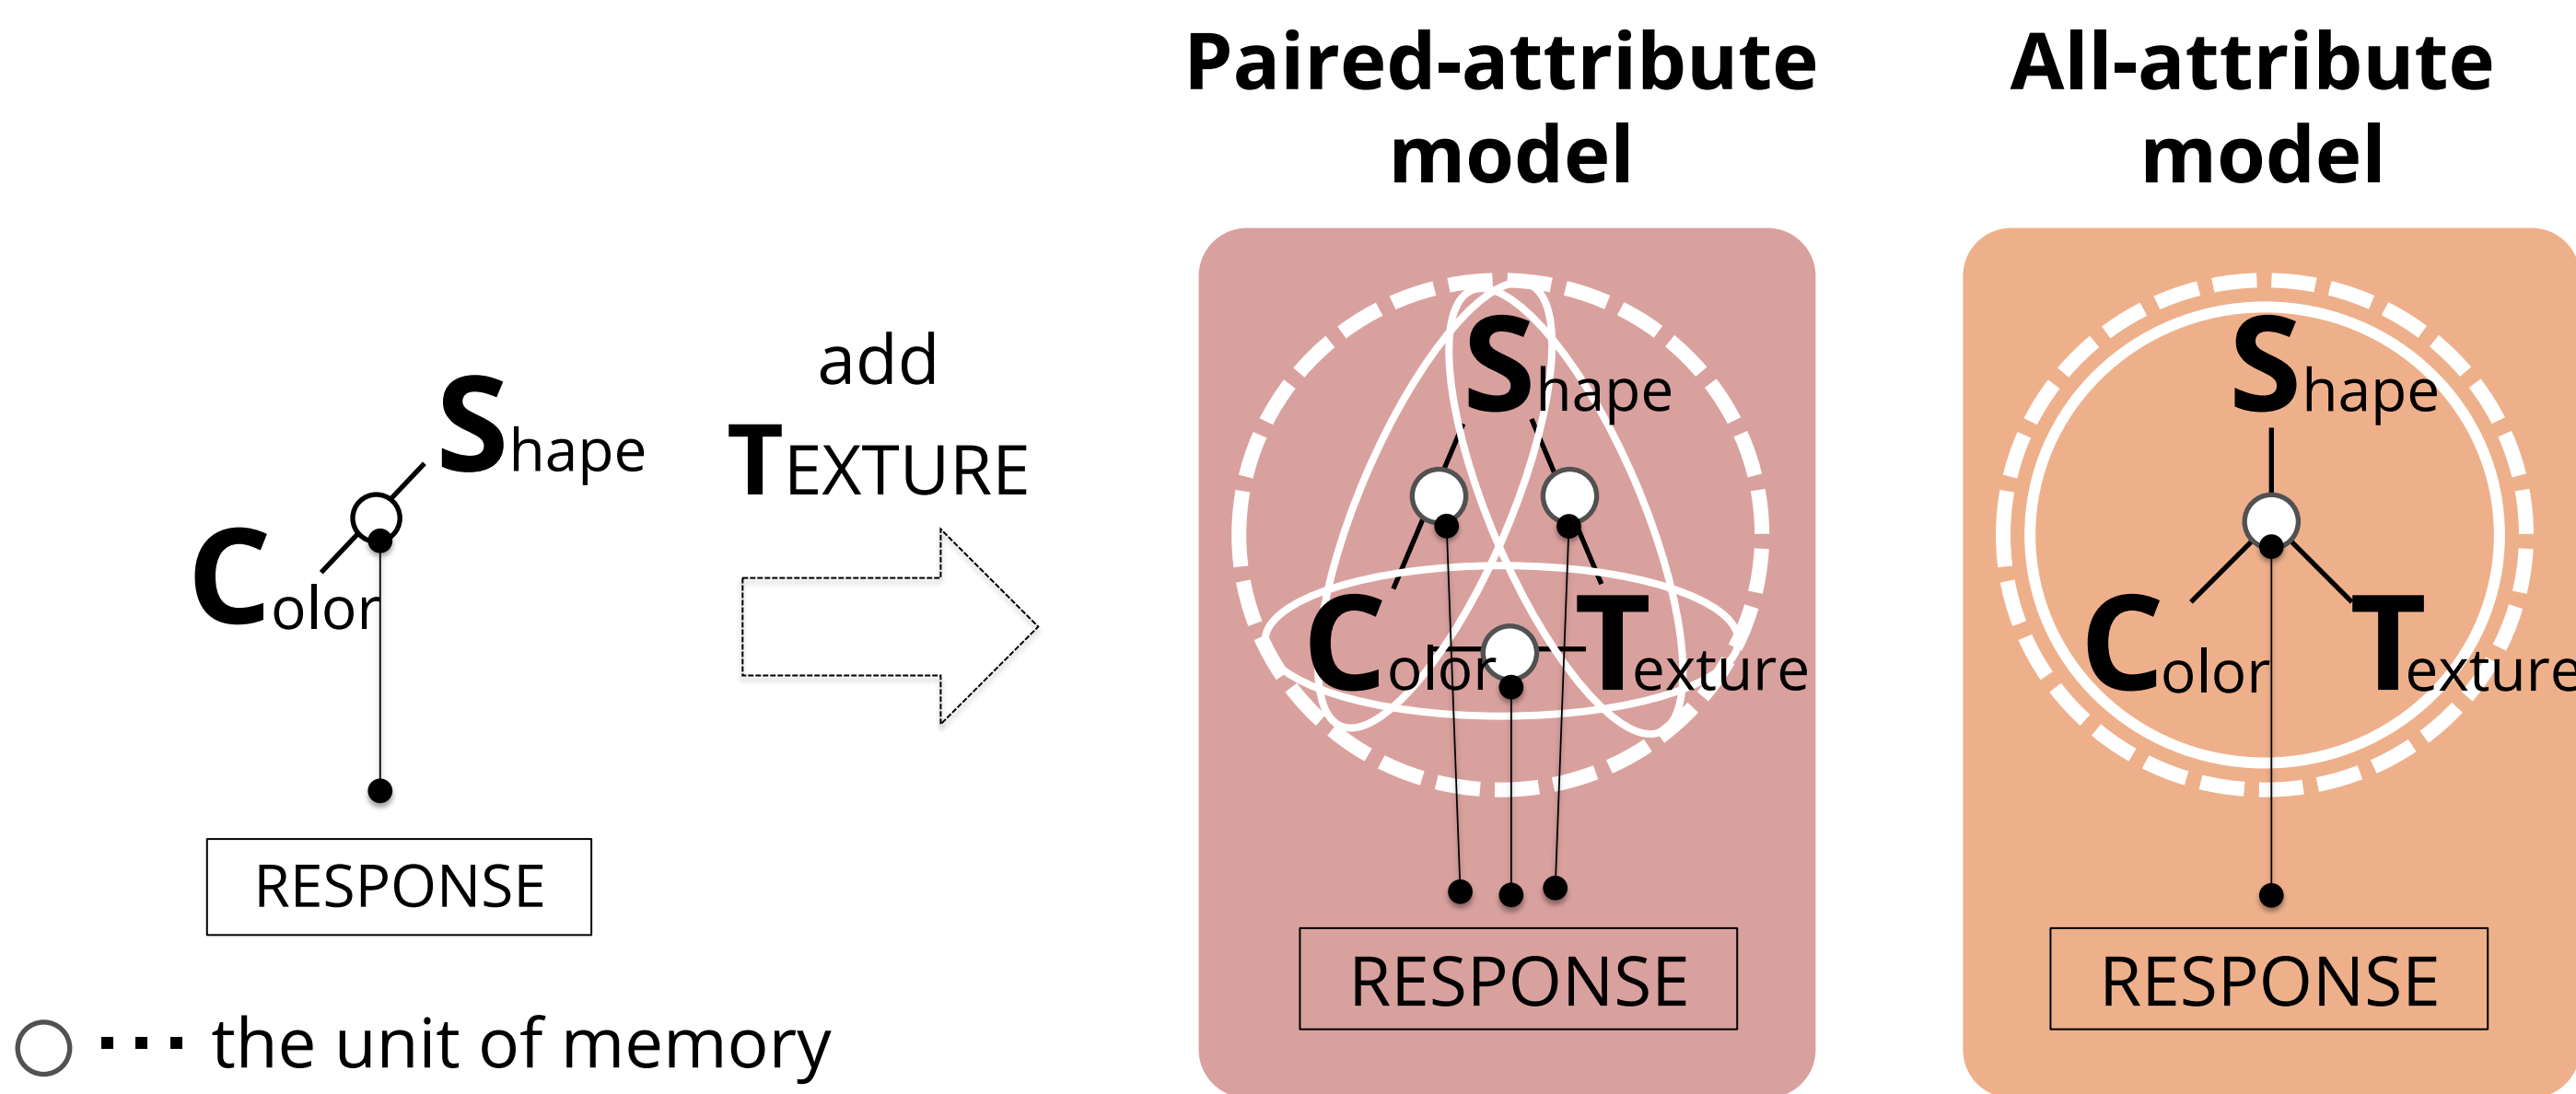 Shape
Color
RESPONSE
··· the unit of memory
add
TEXTURE
Paired-attribute
model
Shape
Color
Texture
RESPONSE
All-attribute
model
Shape
Color
Texture
RESPONSE